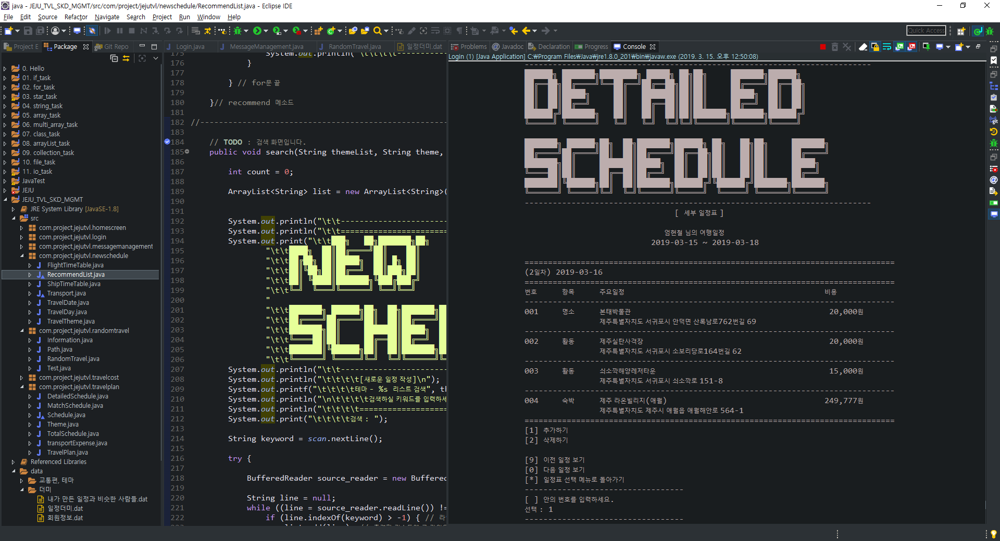 java - JEJU_TVL_SKD_MGMT/src/com/project/jejutvl/newschedule/RecommendList.java - Eclipse IDE
File Edit Source Refactor Navigate Search Project Run Window Help
Quick Access
Project E Package Git Repo
0. Hello
01. if_task
02. for_task
03. star_task
04. string_task
05. array_task
06. multi_array_task
07. class_task
08. arrayList_task
09. collection_task
10. file_task
11. io_task
JavaTest
JEJU
JEJU_TVL_SKD_MGMT
JRE System Library [JavaSE-1.8]
src
com.project.jejutvl.homescreen
com.project.jejutvl.login
com.project.jejutvl.messagemanagement
com.project.jejutvl.newschedule
FlightTimeTable.java
RecommendList.java
ShipTimeTable.java
Transport.java
TravelDate.java
TravelDay.java
TravelTheme.java
com.project.jejutvl.randomtravel
Information.java
Path.java
RandomTravel.java
Test.java
com.project.jejutvl.travelcost
com.project.jejutvl.travelplan
DetailedSchedule.java
MatchSchedule.java
Schedule.java
Theme.java
TotalSchedule.java
transportExpense.java
TravelPlan.java
Referenced Libraries
data
교통편, 테마
더미
내가 만든 일정과 비슷한 사람들.dat
일정더미.dat
회원정보.dat
Login.java MessageManagement.java RandomTravel.java 일정더미.dat
175 System.out.println("\t\t\t\t-------------
176 }
177
178 } // for문 끝
179
180 }// recommend 메소드
181
182 //-----------------------------------------------------
183
184 // TODO : 검색 화면입니다.
185 public void search(String themeList, String theme,
186
187 int count = 0;
188
189 ArrayList<String> list = new ArrayList<String>(
190
191
192 System.out.println("\t\t-----------------------
193 System.out.println("\t\t=======================
194 System.out.print("\t\t
195 "\t\t
196 "\t\t
197 "\t\t
198 "\t\t
199 "\t\t
NEW
200 "
201 "\t\t
202 "\t\t
203 "\t\t
204 "\t\t
205 "\t\t
206 "\t\t
SCHE
207 System.out.println("\t\t-----------------------
208 System.out.println("\t\t\t\t[새로운 일정 작성]\n");
209 System.out.printf("\t\t\t\t테마 - %s 리스트 검색", th
210 System.out.println("\n\t\t\t\t검색하실 키워드를 입력하세
211 System.out.println("\t\t\t\t===================
212 System.out.print("\t\t\t\t검색 : ");
213
214 String keyword = scan.nextLine();
215
216 try {
217
218 BufferedReader source_reader = new Buffered
219
220 String line = null;
221 while ((line = source_reader.readLine()) !=
222 if (line.indexOf(keyword) > -1) { // 라
Problems Javadoc Declaration Progress Console
Login (1) [Java Application] C:₩Program Files₩Java₩jre1.8.0_201₩bin₩javaw.exe (2019. 3. 15. 오후 12:50:08)
DETAILED
SCHEDULE
[ 세부 일정표 ]
엄현철 님의 여행일정
2019-03-15 ~ 2019-03-18
(2일차) 2019-03-16
번호 항목 주요일정 비용
001 명소 본태박물관 20,000원
제주특별자치도 서귀포시 안덕면 산록남로762번길 69
002 활동 제주실탄사격장 20,000원
제주특별자치도 서귀포시 소보리당로164번길 62
003 활동 쇠소깍해양레저타운 15,000원
제주특별자치도 서귀포시 쇠소깍로 151-8
004 숙박 제주 라온빌리지(애월) 249,777원
제주특별자치도 제주시 애월읍 애월해안로 564-1
[1] 추가하기
[2] 삭제하기
[9] 이전 일정 보기
[0] 다음 일정 보기
[*] 일정표 선택 메뉴로 돌아가기
[ ] 안의 번호를 입력하세요.
선택 : 1